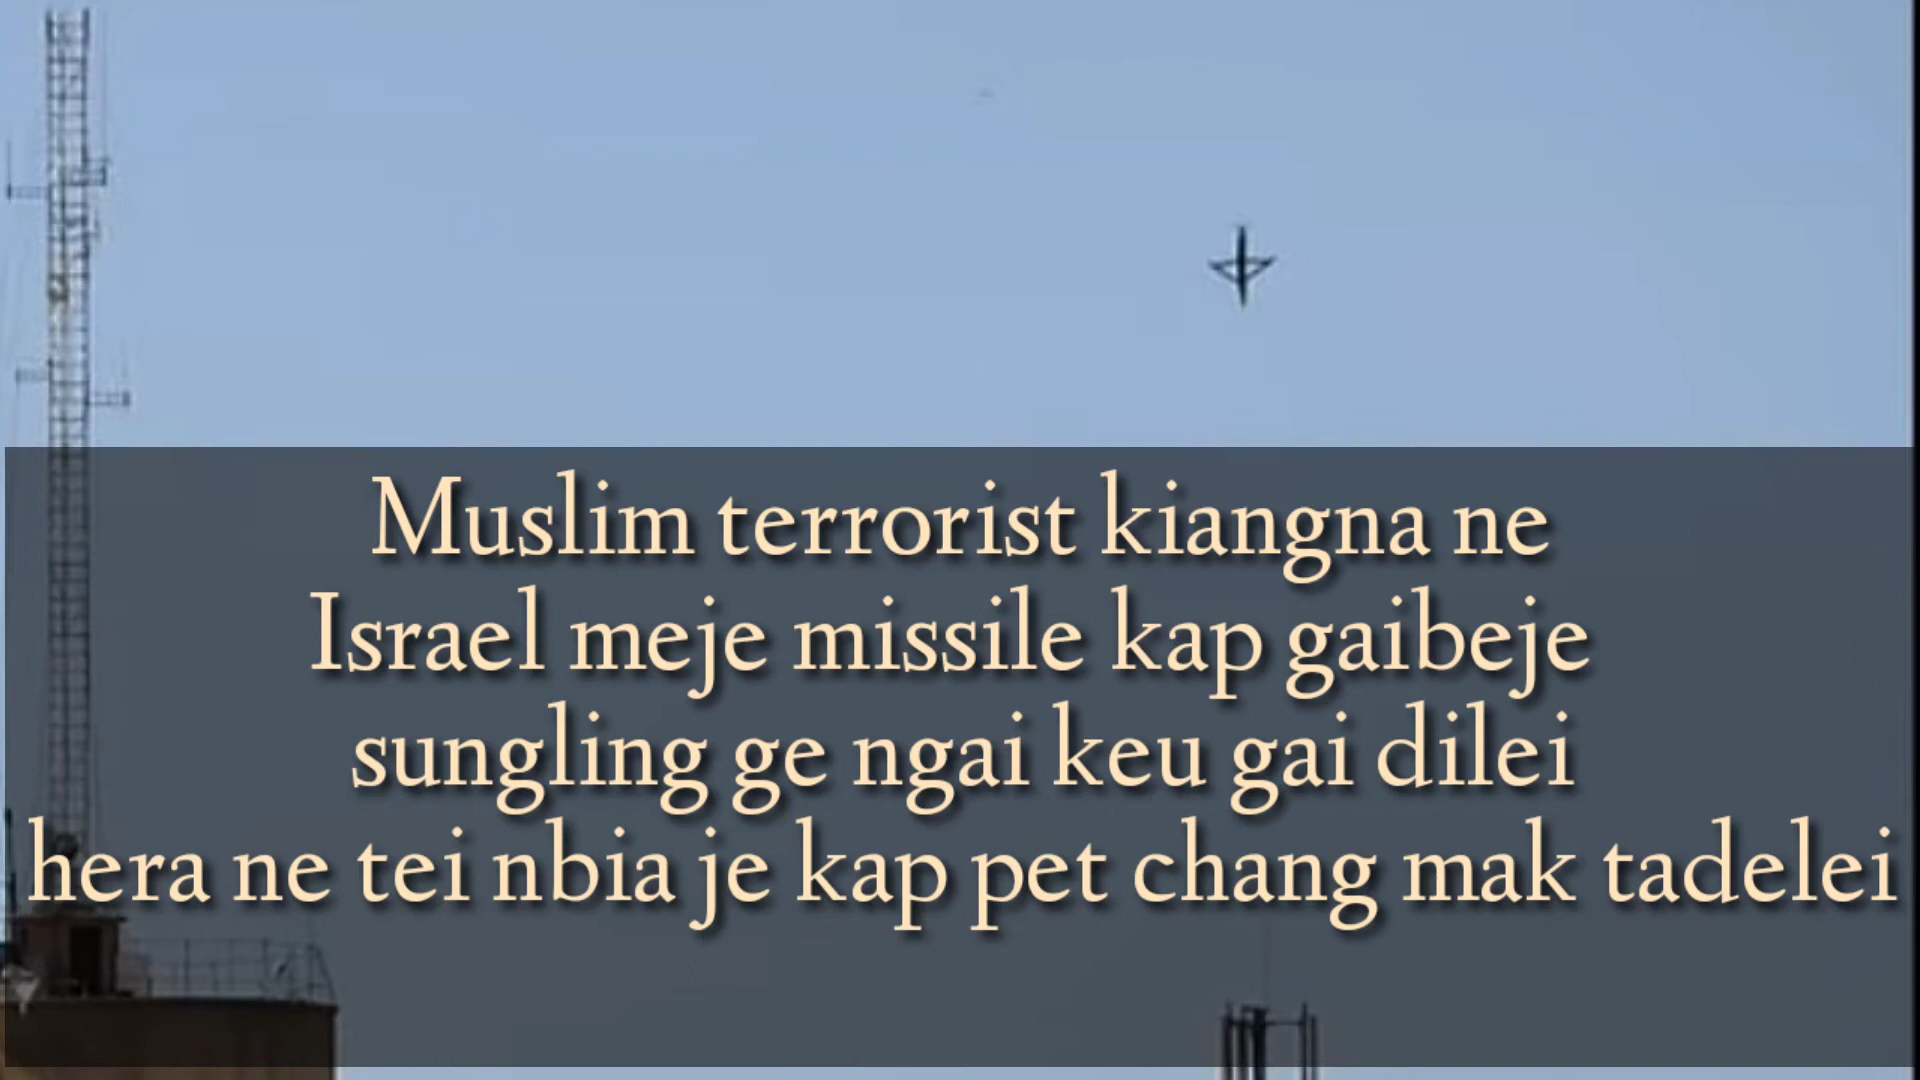 Muslim terrorist kiangna ne
Israel meje missile kap gaibeje
sungling ge ngai keu gai dilei
hera ne tei nbia je kap pet chang mak tadelei